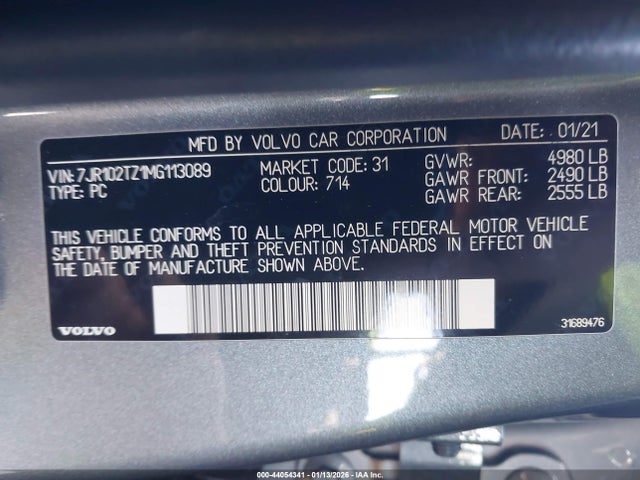 MFD BY VOLVO CAR CORPORATION DATE: 01/21
VIN: 7JR102TZ1MG113089 MARKET CODE: 31 GVWR: 4980 LB
TYPE: PC COLOUR: 714 GAWR FRONT: 2490 LB
GAWR REAR: 2555 LB
THIS VEHICLE CONFORMS TO ALL APPLICABLE FEDERAL MOTOR VEHICLE
SAFETY, BUMPER AND THEFT PREVENTION STANDARDS IN EFFECT ON
THE DATE OF MANUFACTURE SHOWN ABOVE.
VOLVO 31689476
000-44054341 - 01/13/2026 - IAA Inc.